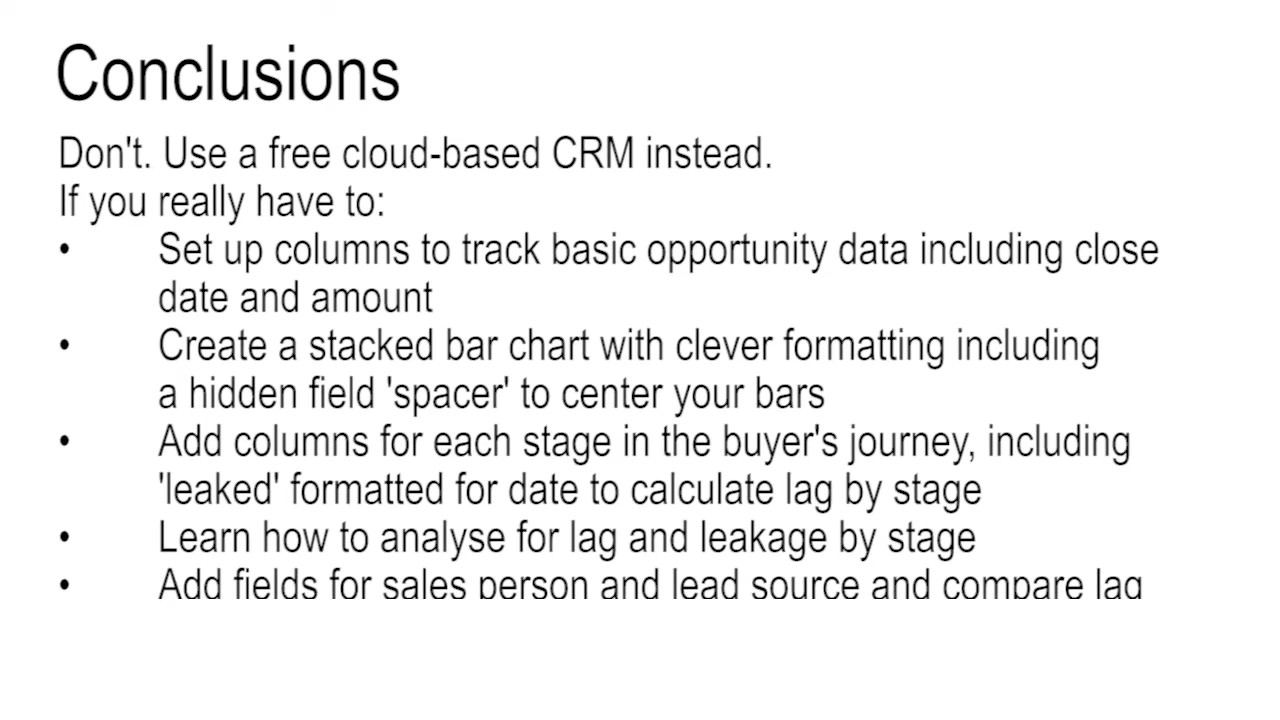 Conclusions
Don't. Use a free cloud-based CRM instead.
If you really have to:
• Set up columns to track basic opportunity data including close
date and amount
• Create a stacked bar chart with clever formatting including
a hidden field 'spacer' to center your bars
• Add columns for each stage in the buyer's journey, including
'leaked' formatted for date to calculate lag by stage
• Learn how to analyse for lag and leakage by stage
• Add fields for sales person and lead source and compare lag